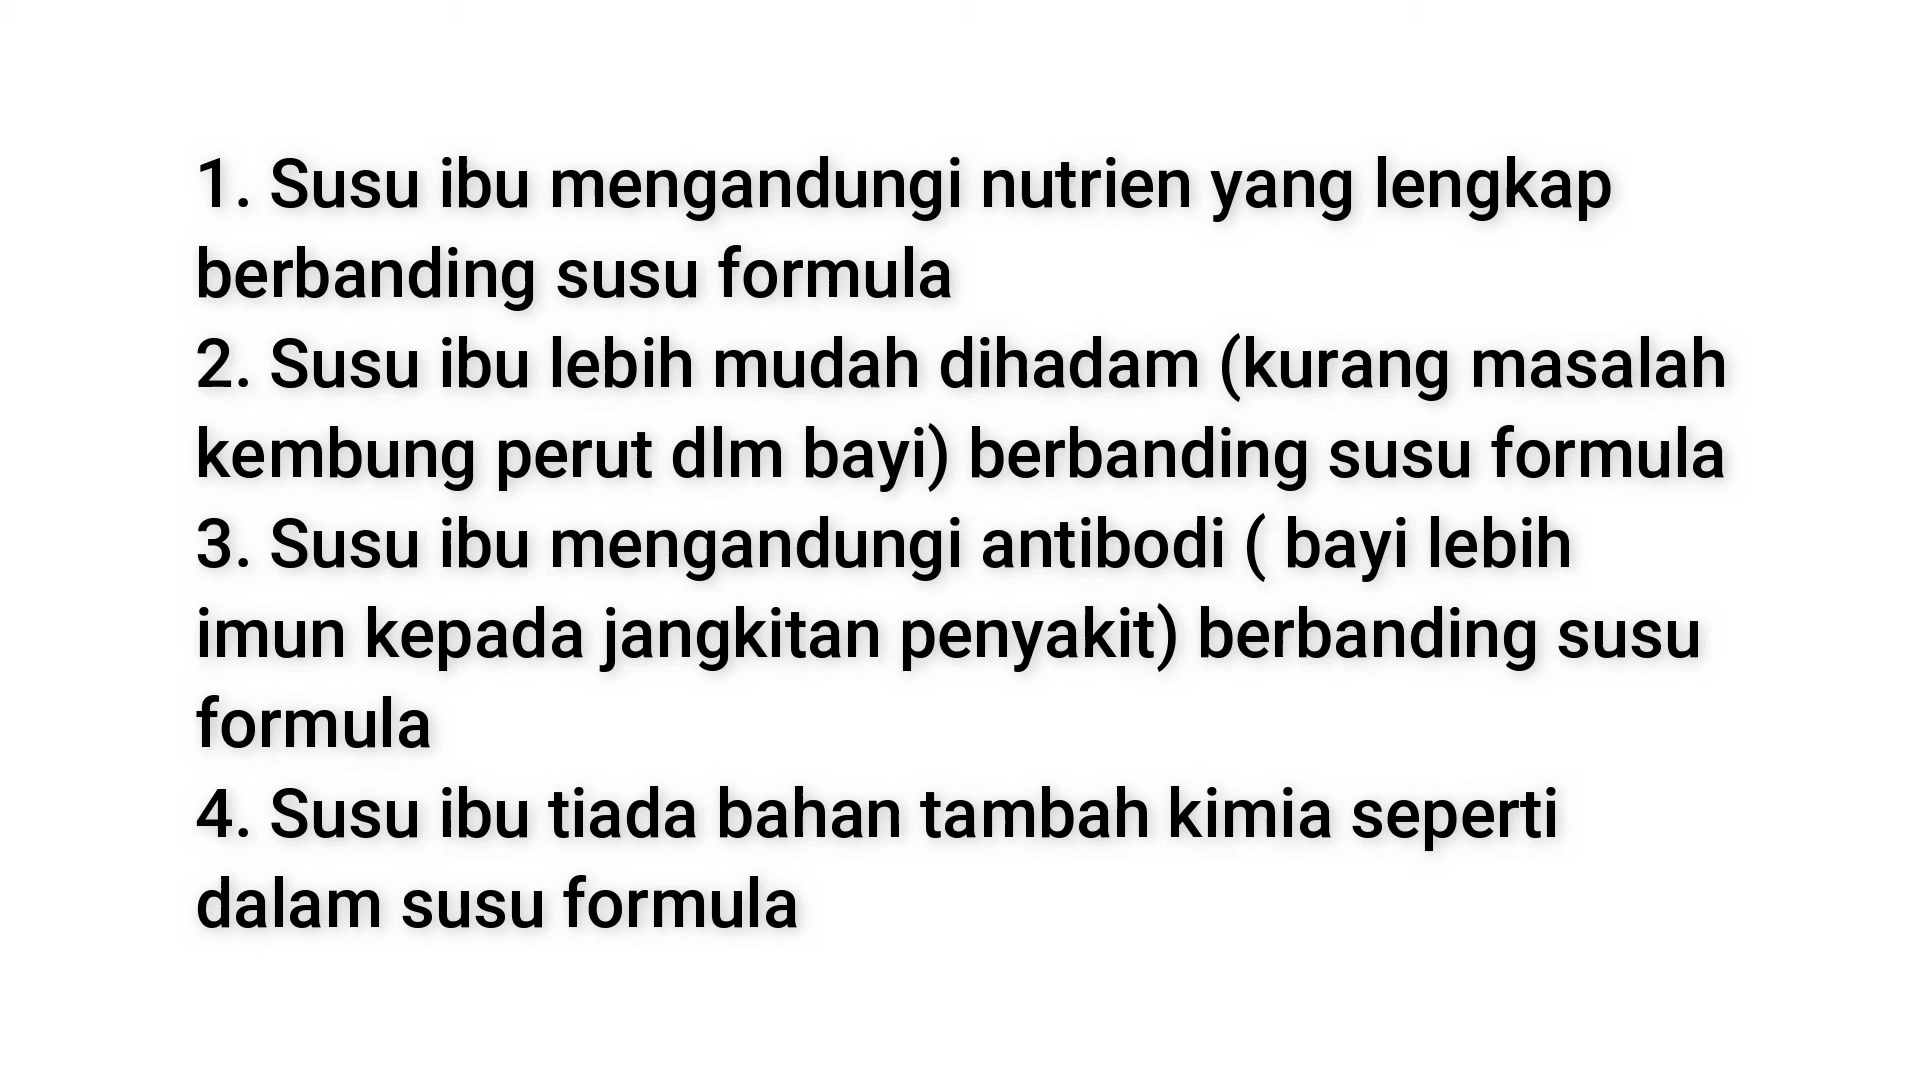 1. Susu ibu mengandungi nutrien yang lengkap
berbanding susu formula
2. Susu ibu lebih mudah dihadam (kurang masalah
kembung perut dlm bayi) berbanding susu formula
3. Susu ibu mengandungi antibodi ( bayi lebih
imun kepada jangkitan penyakit) berbanding susu
formula
4. Susu ibu tiada bahan tambah kimia seperti
dalam susu formula